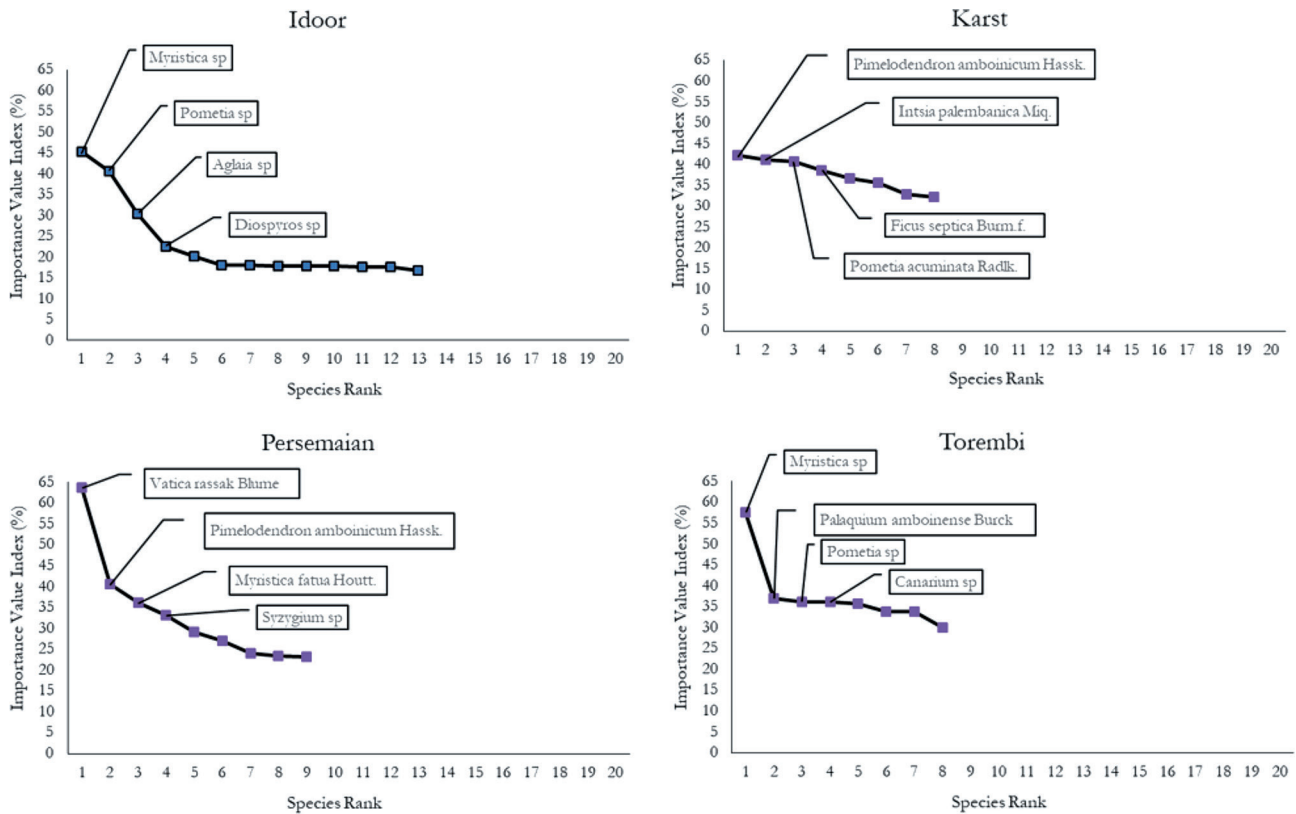 Idoor
Importance Value Index (%)
65
60
55
50
45
40
35
30
25
20
15
10
5
0
Myristica sp
Pometia sp
Aglaia sp
Diospyros sp
1 2 3 4 5 6 7 8 9 10 11 12 13 14 15 16 17 18 19 20
Species Rank
Karst
Importance Value Index (%)
65
60
55
50
45
40
35
30
25
20
15
10
5
0
Pimelodendron amboinicum Hassk.
Intsia palembanica Miq.
Ficus septica Burm.f.
Pometia acuminata Radlk.
1 2 3 4 5 6 7 8 9 10 11 12 13 14 15 16 17 18 19 20
Species Rank
Persemaian
Importance Value Index (%)
65
60
55
50
45
40
35
30
25
20
15
10
5
0
Vatica rassak Blume
Pimelodendron amboinicum Hassk.
Myristica fatua Houtt.
Syzygium sp
1 2 3 4 5 6 7 8 9 10 11 12 13 14 15 16 17 18 19 20
Species Rank
Torembi
Importance Value Index (%)
65
60
55
50
45
40
35
30
25
20
15
10
5
0
Myristica sp
Palaquium amboinense Burck
Pometia sp
Canarium sp
1 2 3 4 5 6 7 8 9 10 11 12 13 14 15 16 17 18 19 20
Species Rank